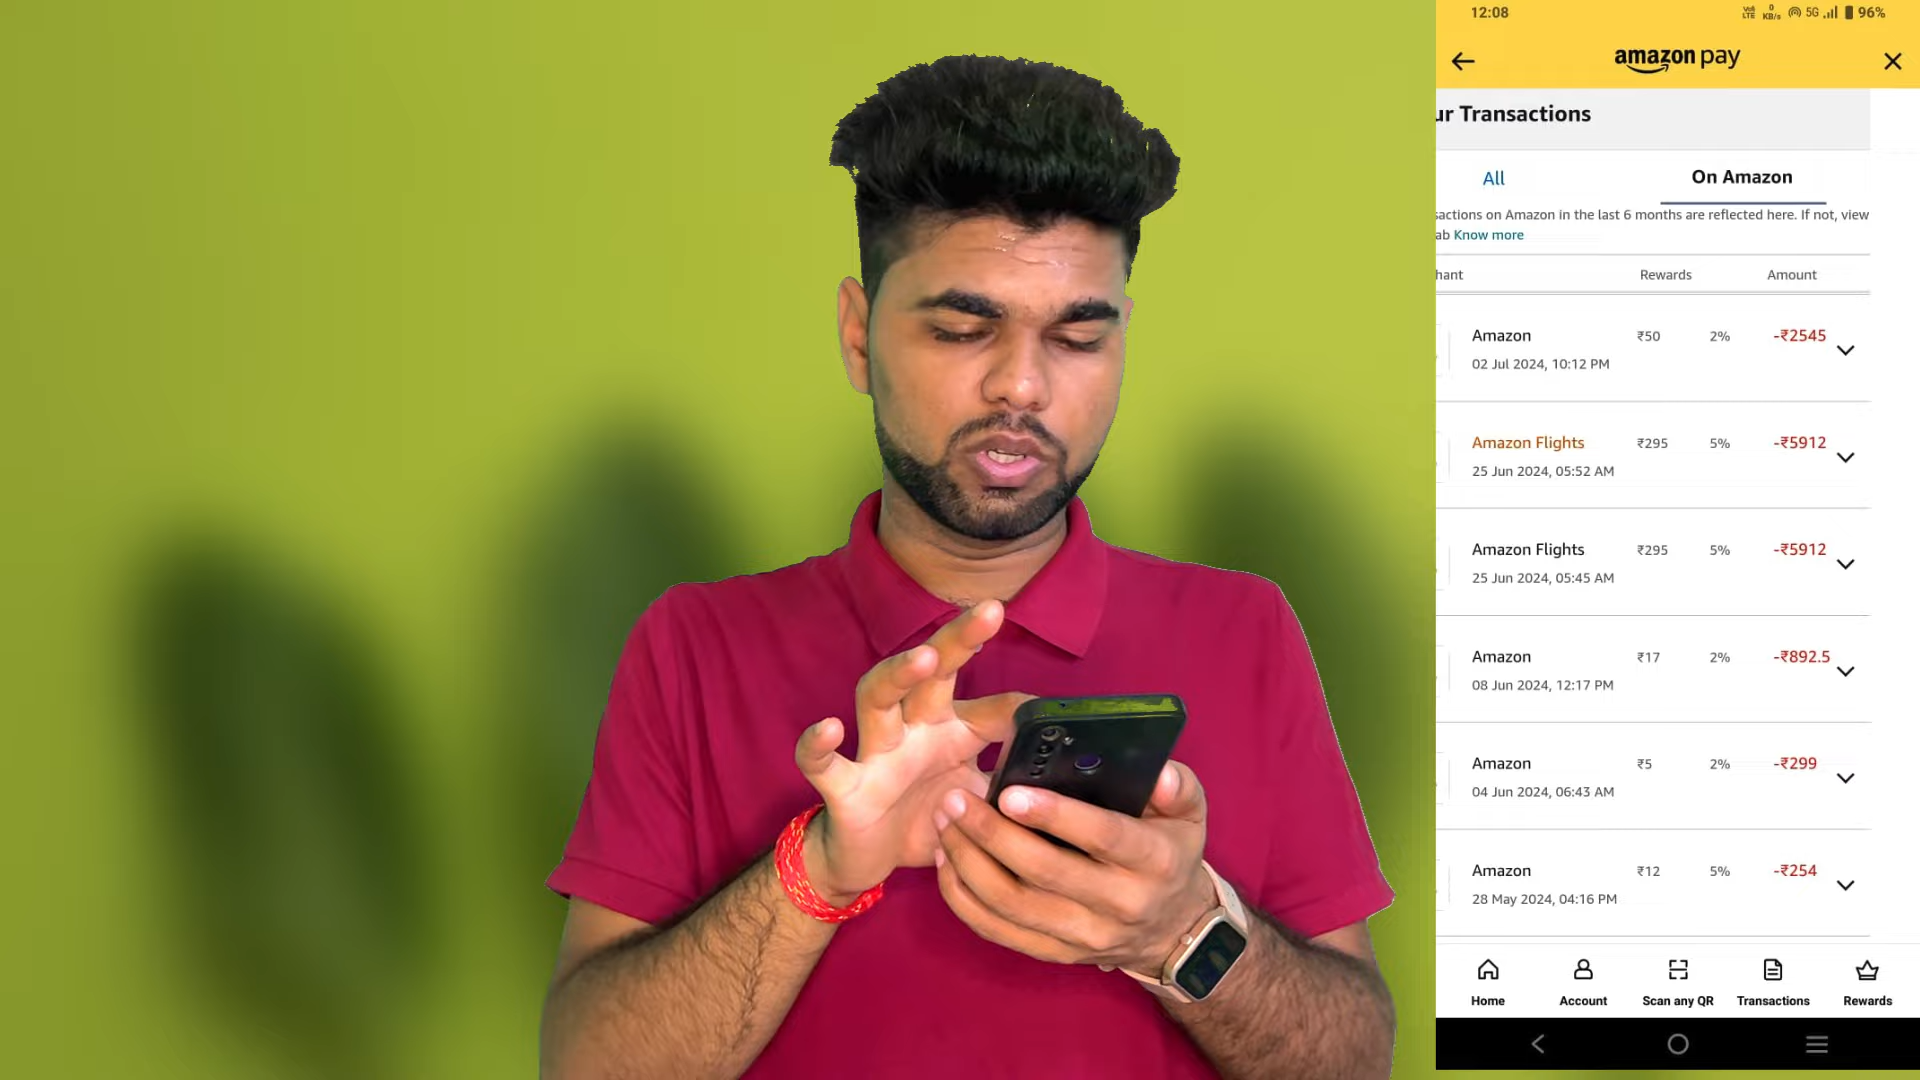 12:08
Vo5 LTE 0 KB/s 5G 96%
amazon pay
ur Transactions
All On Amazon
sactions on Amazon in the last 6 months are reflected here. If not, view
ab Know more
hant Rewards Amount
Amazon ₹50 2% -₹2545
02 Jul 2024, 10:12 PM
Amazon Flights ₹295 5% -₹5912
25 Jun 2024, 05:52 AM
Amazon Flights ₹295 5% -₹5912
25 Jun 2024, 05:45 AM
Amazon ₹17 2% -₹892.5
08 Jun 2024, 12:17 PM
Amazon ₹5 2% -₹299
04 Jun 2024, 06:43 AM
Amazon ₹12 5% -₹254
28 May 2024, 04:16 PM
Home Account Scan any QR Transactions Rewards